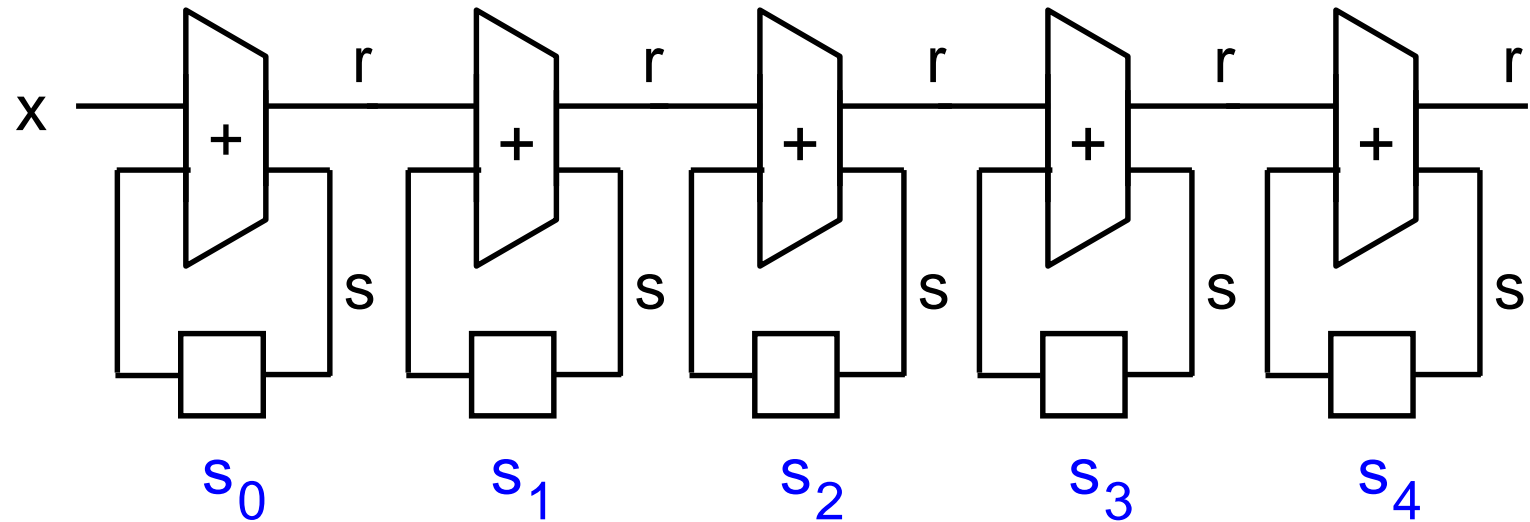 r r r r r
x + + + + +
s s s s s
s0 s1 s2 s3 s4